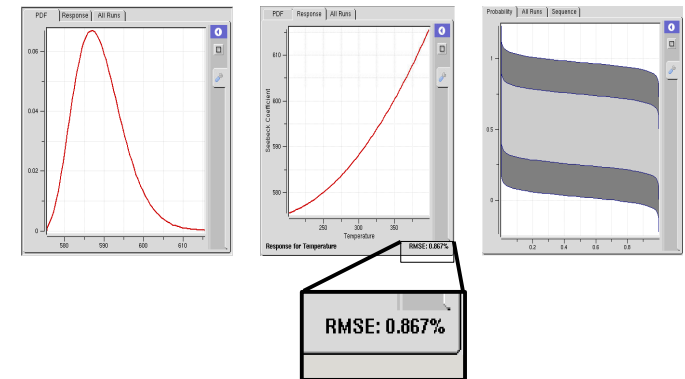 PDF Response All Runs
0.06
0.04
0.02
0
580 590 600 610
PDF Response All Runs
610
600
590
580
Seebeck Coefficient
250 300 350
Temperature
Response for Temperature RMSE: 0.867%
RMSE: 0.867%
Probability All Runs Sequence
1
0.5
0
0.2 0.4 0.6 0.8